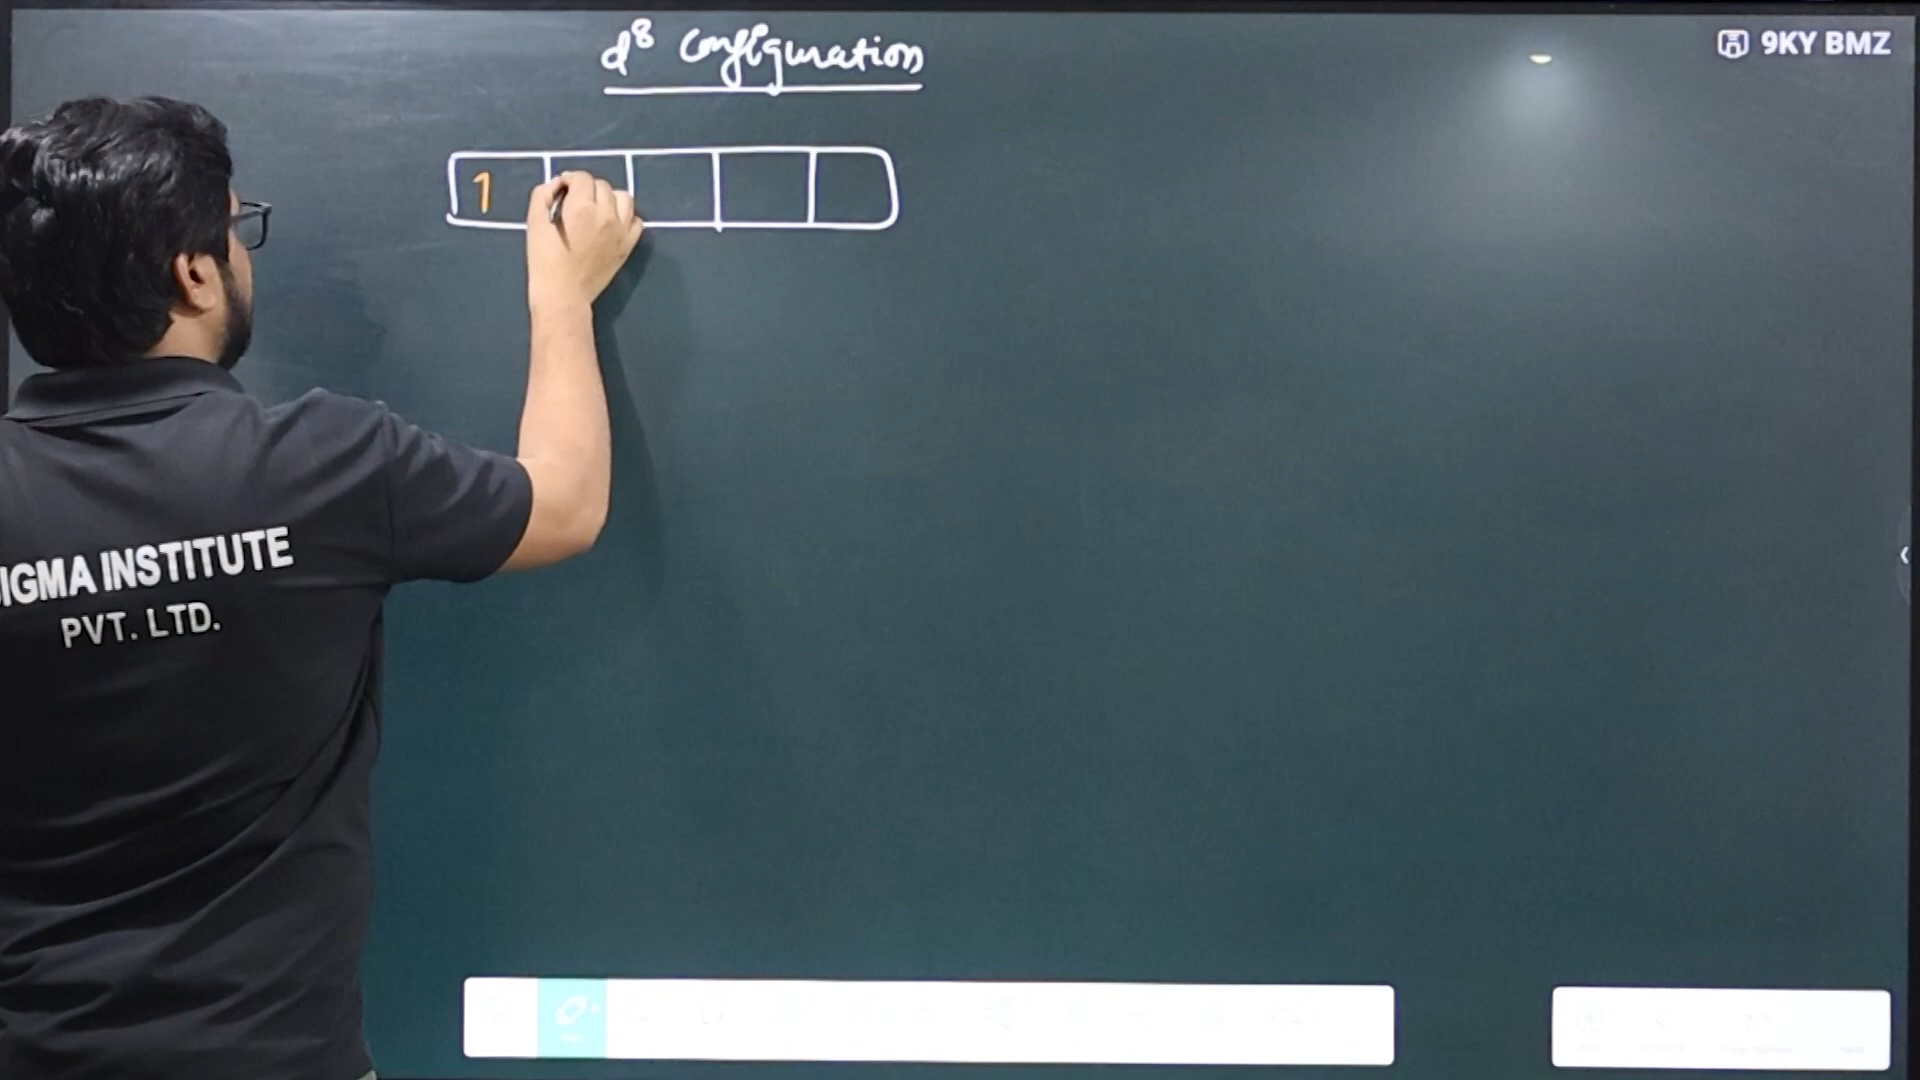 d⁸ Configuration
9KY BMZ
1
IGMA INSTITUTE
PVT. LTD.